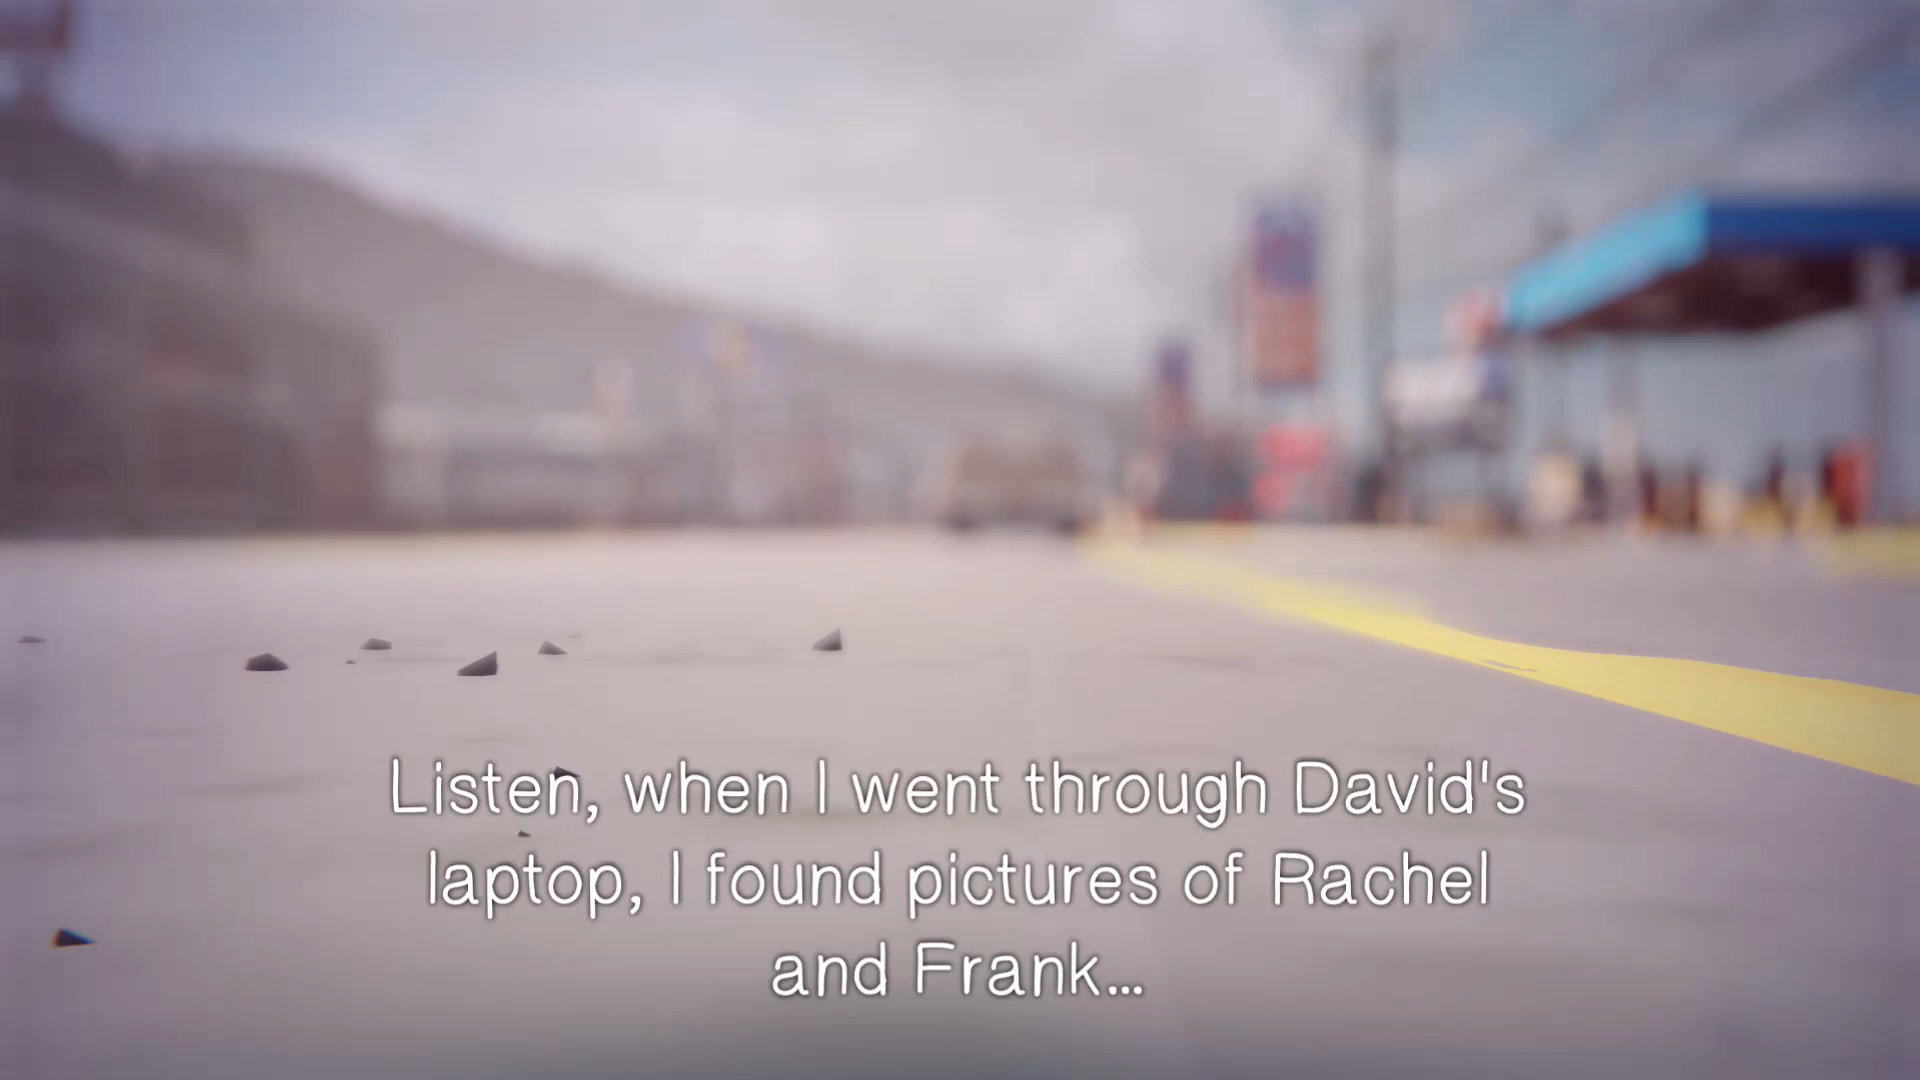 Listen, when I went through David's
laptop, I found pictures of Rachel
and Frank...